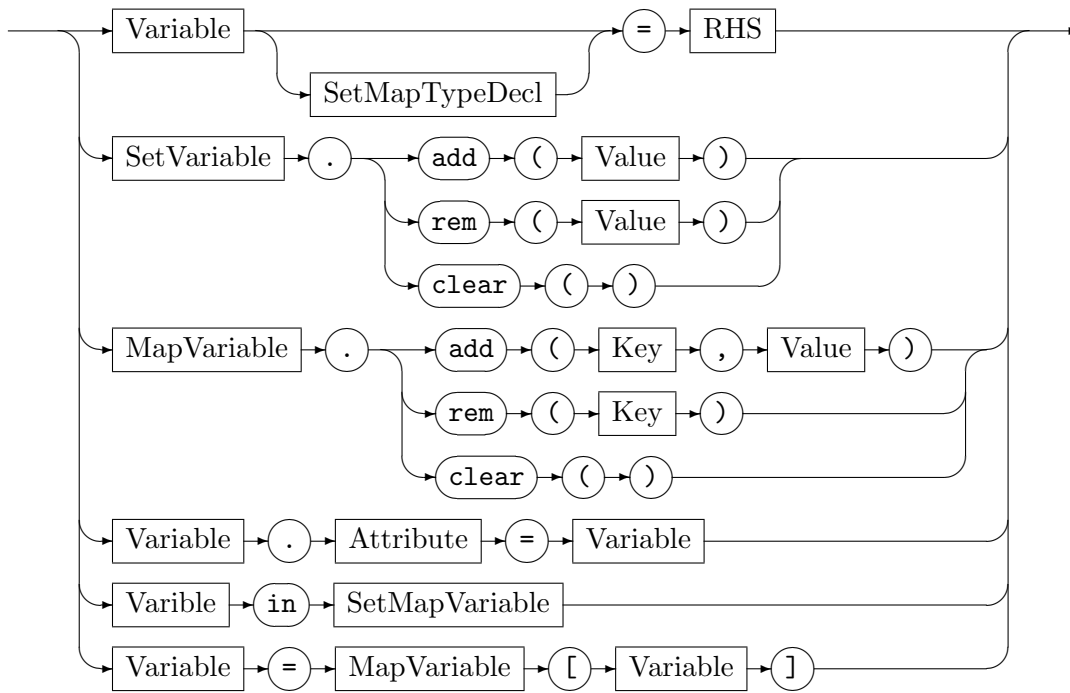 Variable = RHS
SetMapTypeDecl
SetVariable . add ( Value )
rem ( Value )
clear ( )
MapVariable . add ( Key , Value )
rem ( Key )
clear ( )
Variable . Attribute = Variable
Varible in SetMapVariable
Variable = MapVariable [ Variable ]